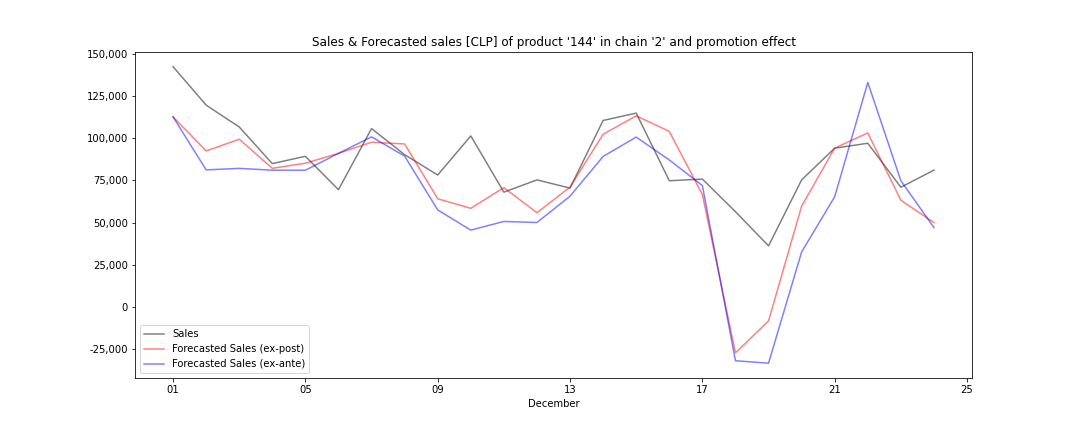 Sales & Forecasted sales [CLP] of product '144' in chain '2' and promotion effect
150,000
125,000
100,000
75,000
50,000
25,000
0
-25,000
Sales
Forecasted Sales (ex-post)
Forecasted Sales (ex-ante)
01 05 09 13 17 21 25
December